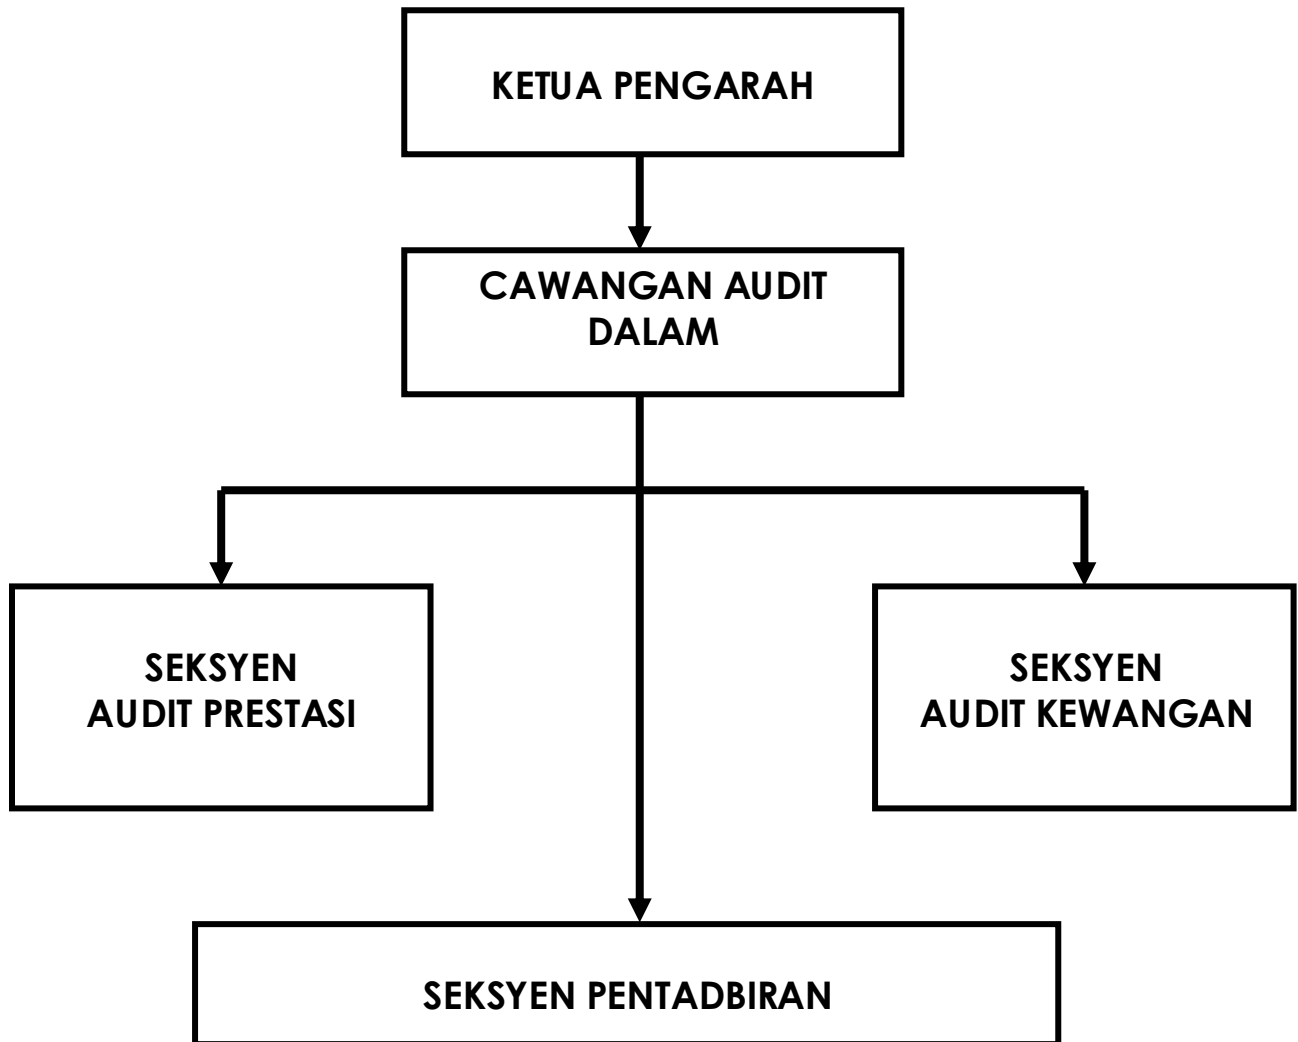 KETUA PENGARAH
CAWANGAN AUDIT
DALAM
SEKSYEN
AUDIT PRESTASI
SEKSYEN
AUDIT KEWANGAN
SEKSYEN PENTADBIRAN